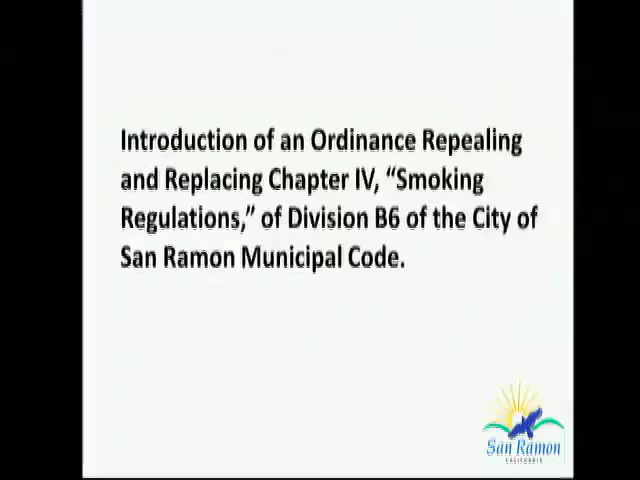 Introduction of an Ordinance Repealing
and Replacing Chapter IV, “Smoking
Regulations,” of Division B6 of the City of
San Ramon Municipal Code.
San Ramon
CALIFORNIA